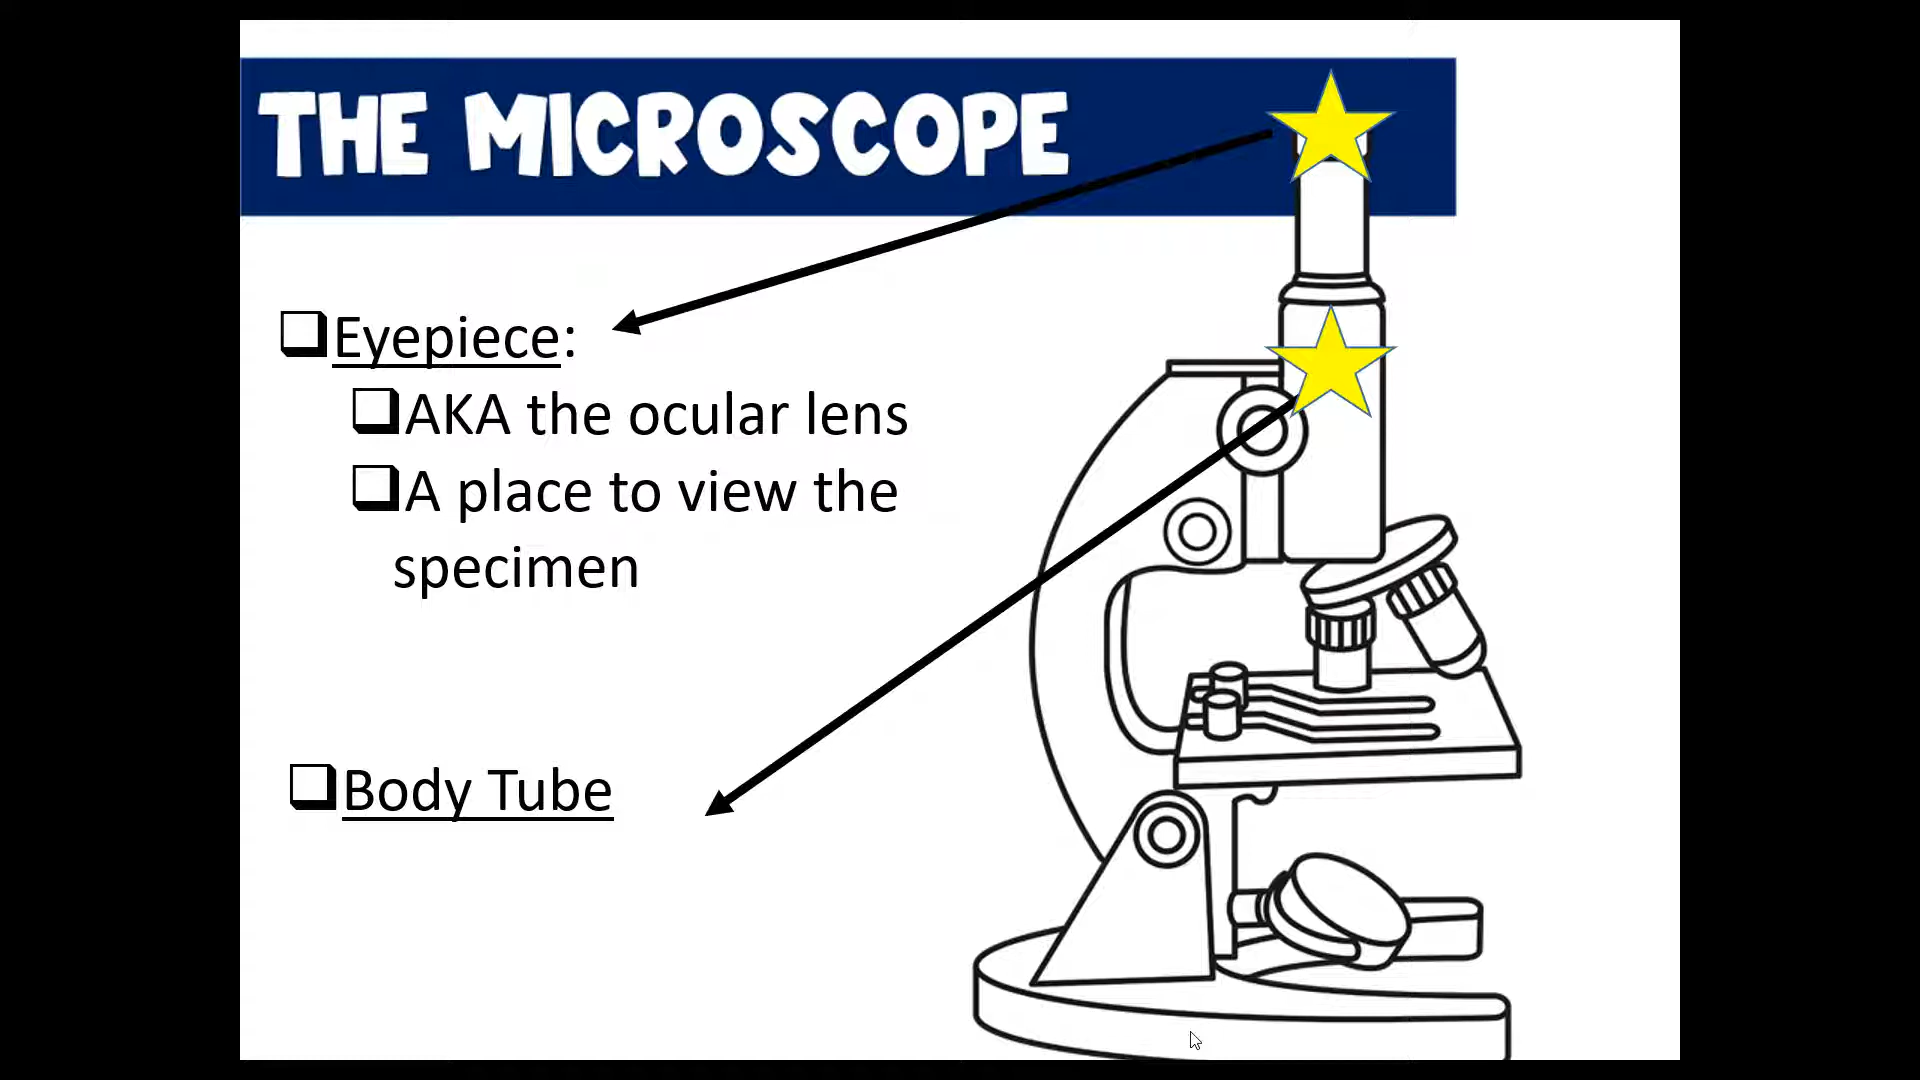 THE MICROSCOPE
Eyepiece:
AKA the ocular lens
A place to view the
specimen
Body Tube